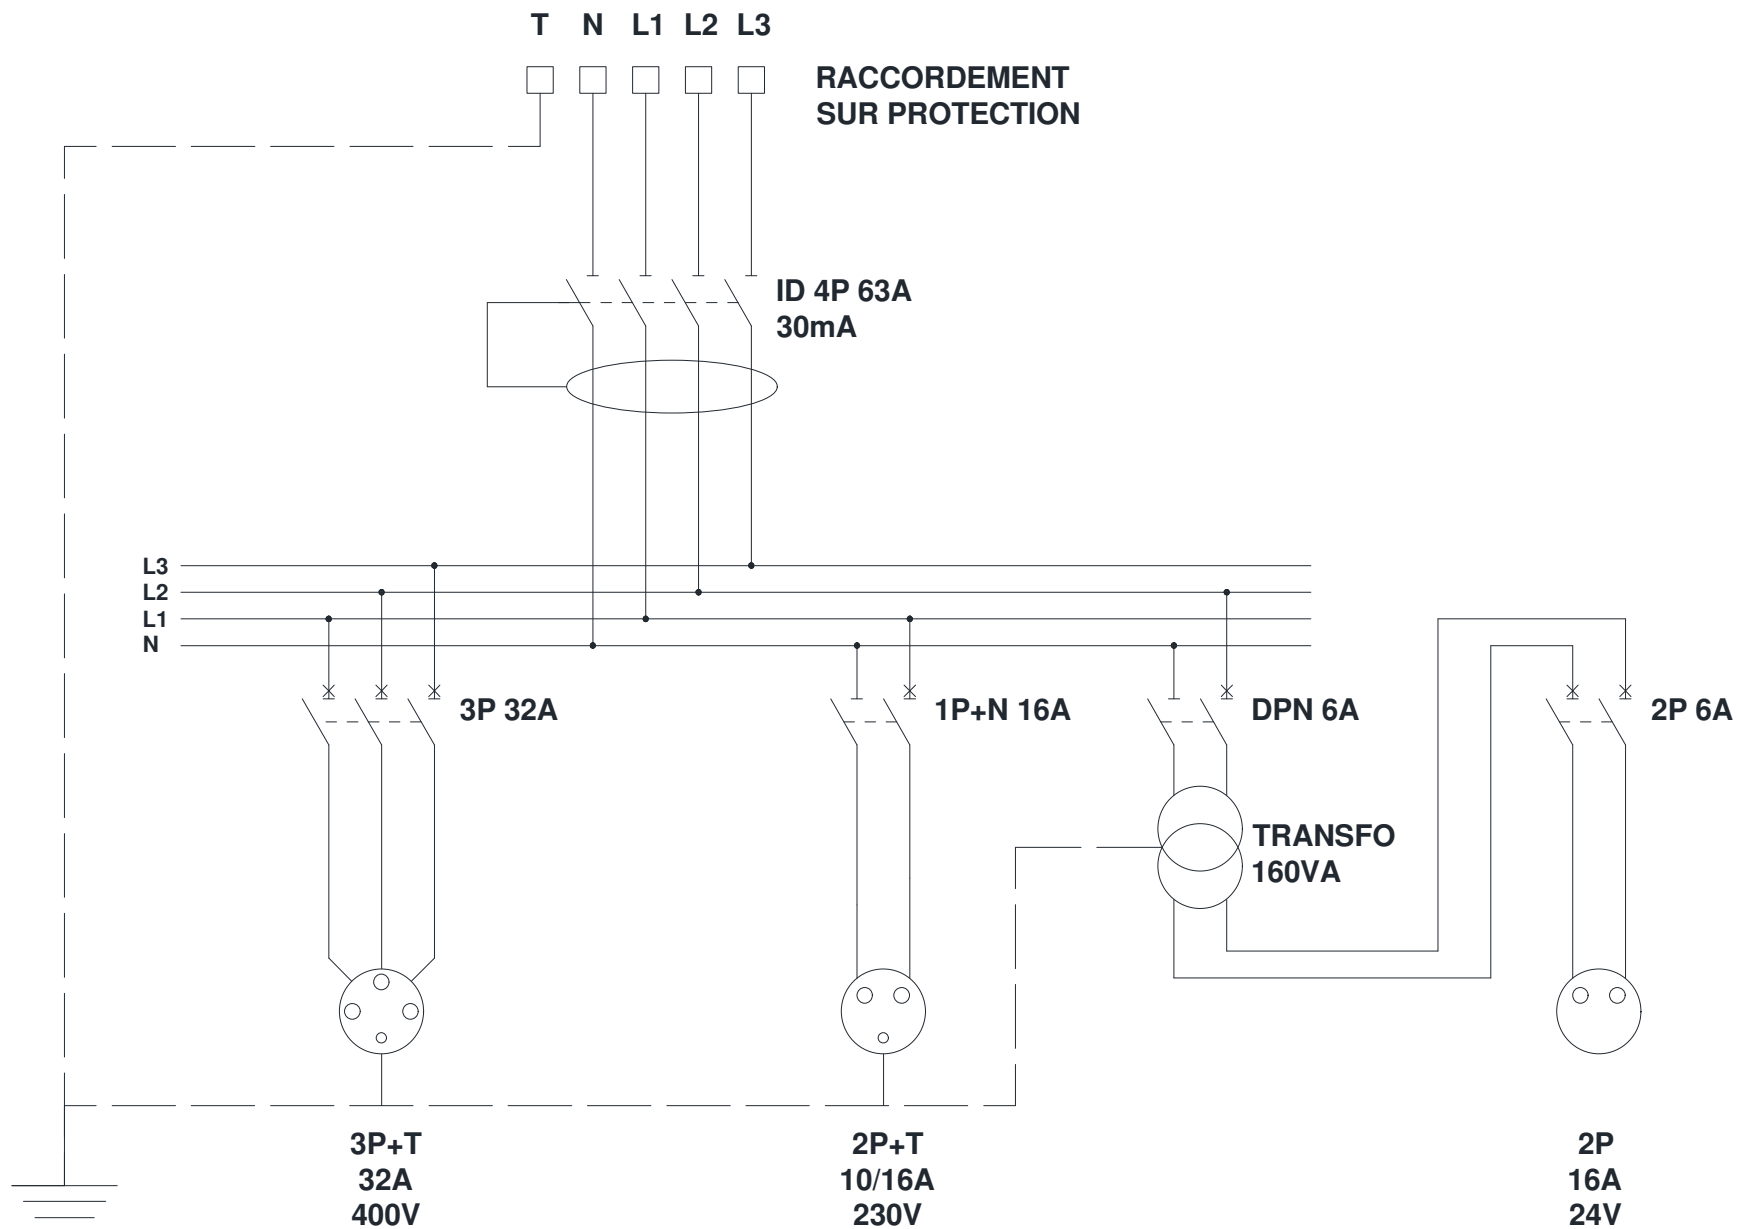 T N L1 L2 L3
RACCORDEMENT
SUR PROTECTION
ID 4P 63A
30mA
L3
L2
L1
N
3P 32A
1P+N 16A
DPN 6A
2P 6A
TRANSFO
160VA
3P+T
32A
400V
2P+T
10/16A
230V
2P
16A
24V